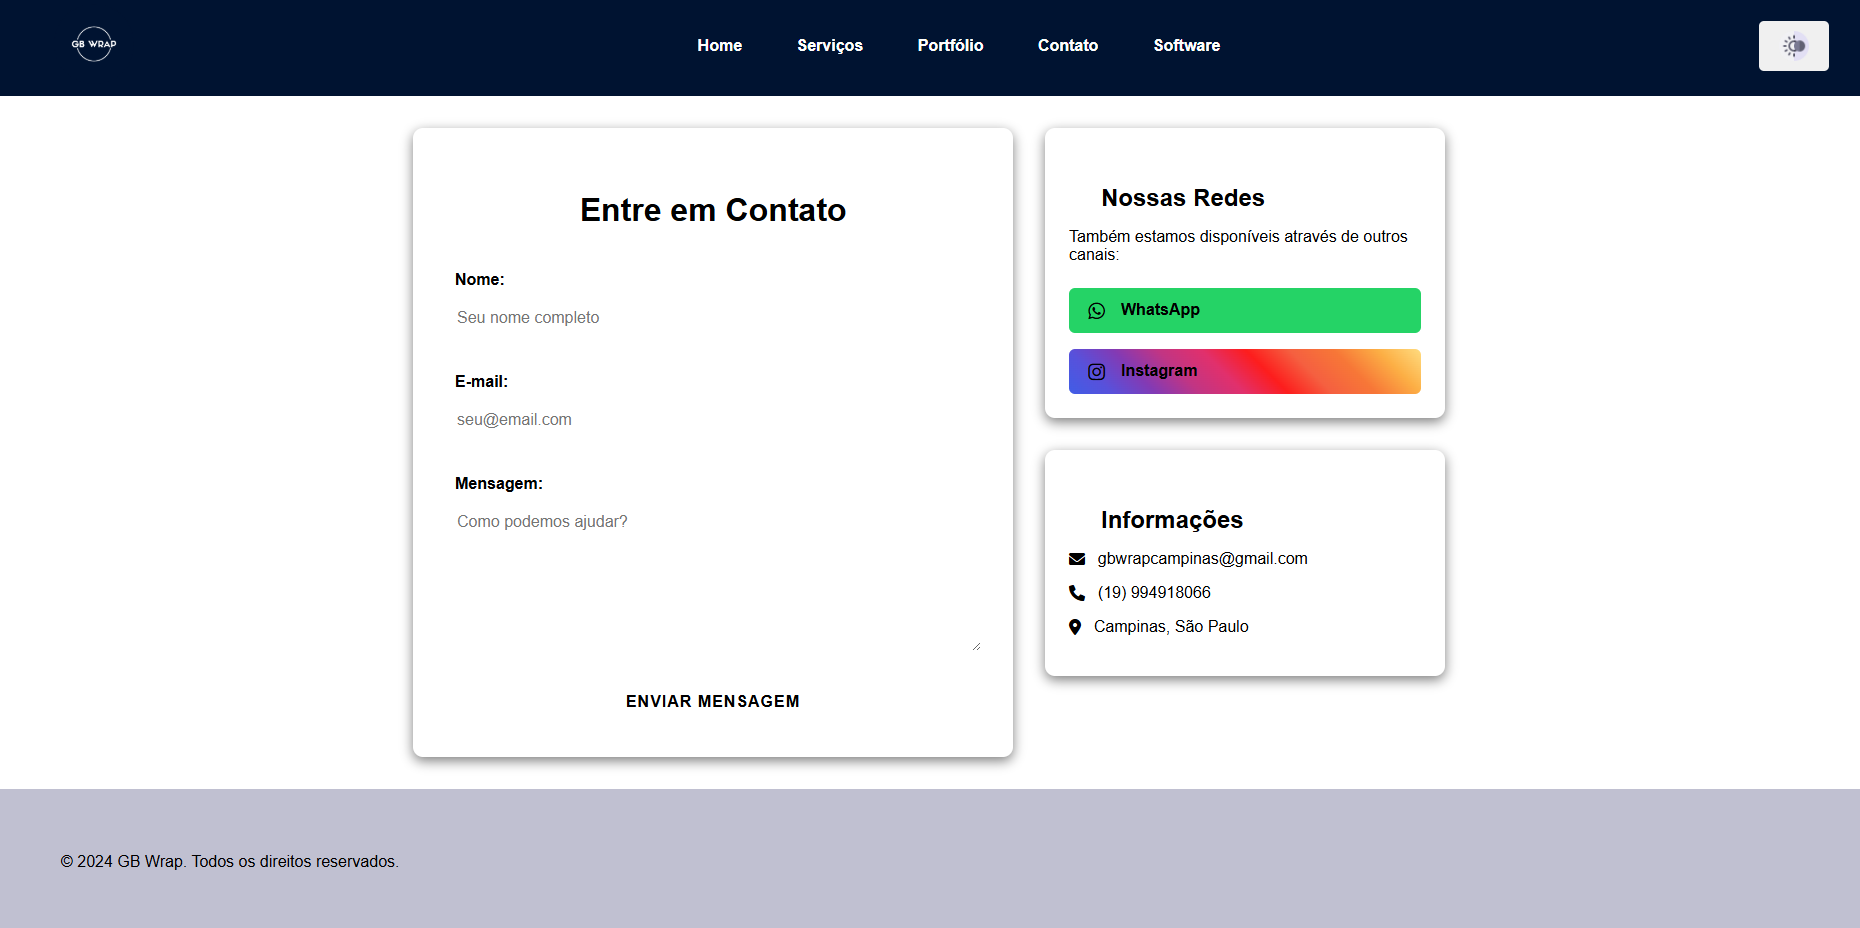 GB WRAP
Home Serviços Portfólio Contato Software
Entre em Contato
Nome:
Seu nome completo
E-mail:
seu@email.com
Mensagem:
Como podemos ajudar?
ENVIAR MENSAGEM
Nossas Redes
Também estamos disponíveis através de outros
canais:
WhatsApp
Instagram
Informações
gbwrapcampinas@gmail.com
(19) 994918066
Campinas, São Paulo
© 2024 GB Wrap. Todos os direitos reservados.